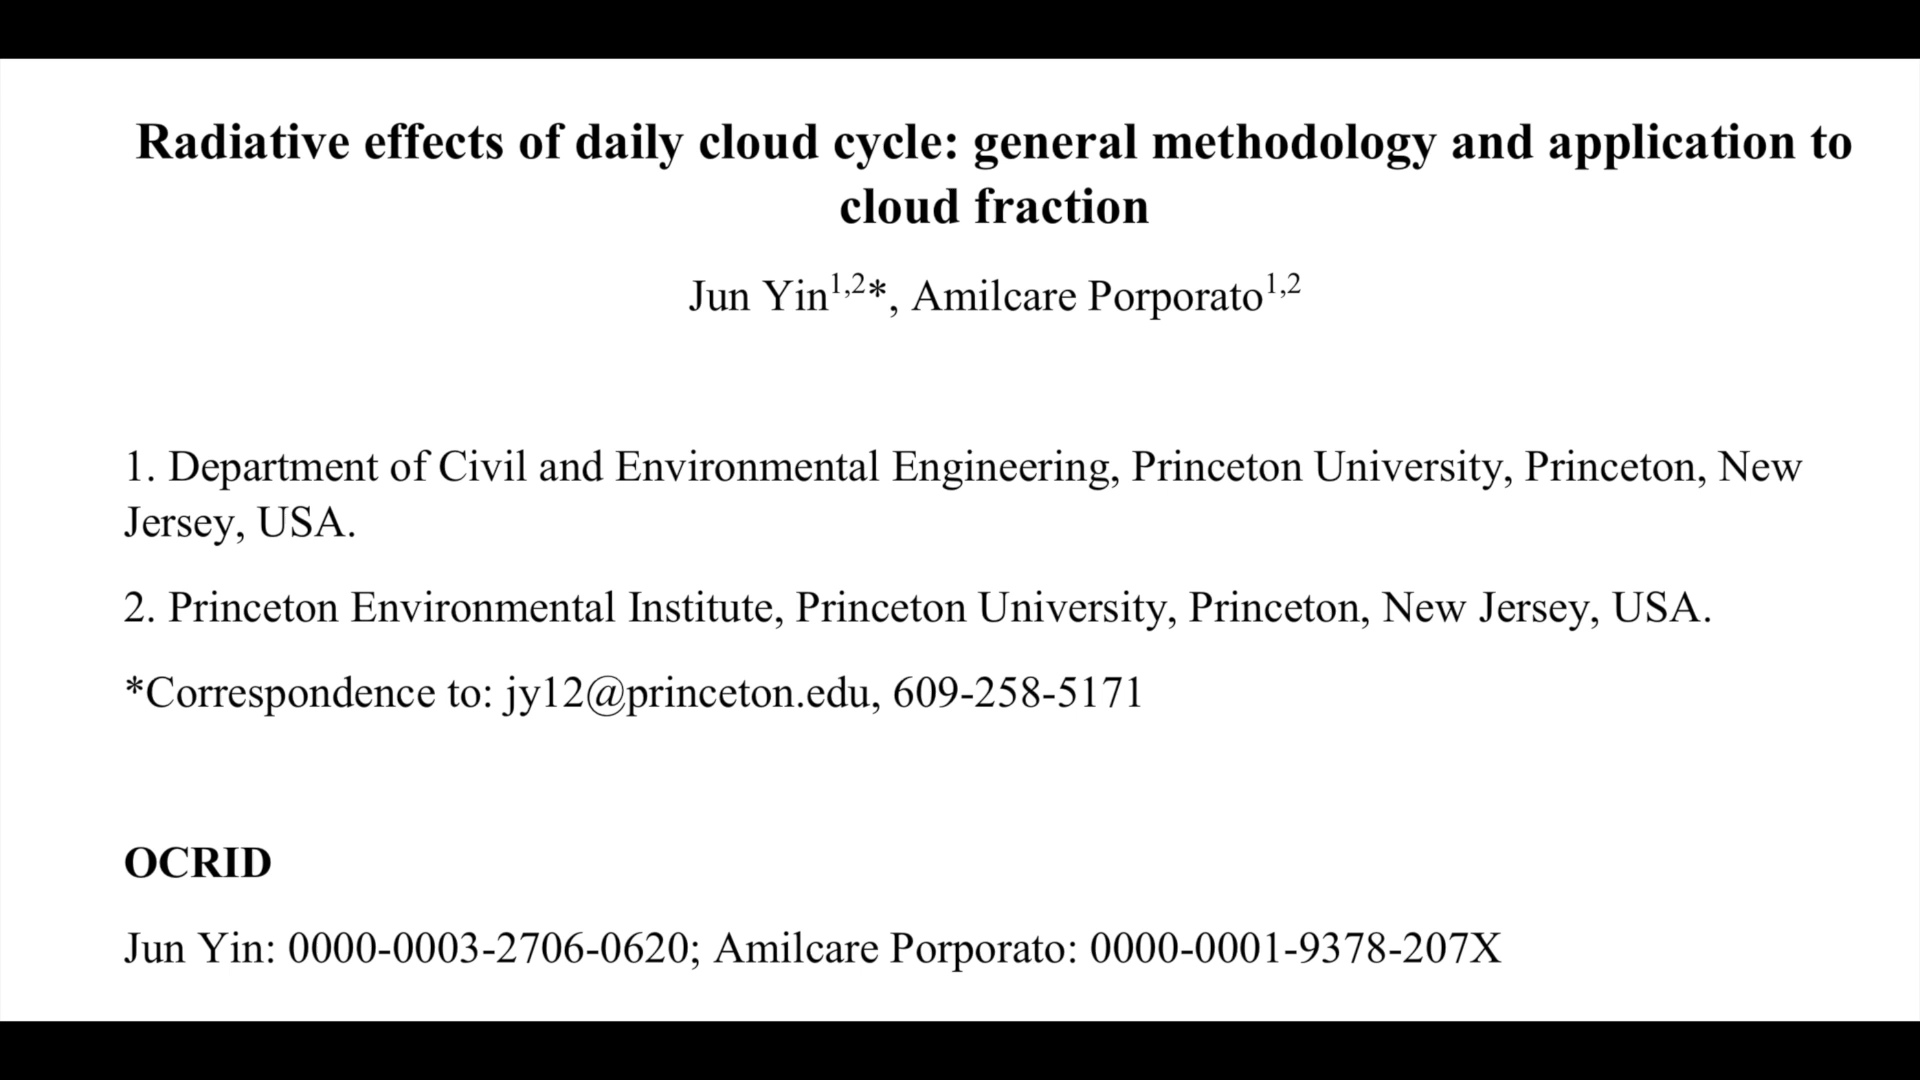 Radiative effects of daily cloud cycle: general methodology and application to
cloud fraction
Jun Yin1,2*, Amilcare Porporato1,2
1. Department of Civil and Environmental Engineering, Princeton University, Princeton, New
Jersey, USA.
2. Princeton Environmental Institute, Princeton University, Princeton, New Jersey, USA.
*Correspondence to: jy12@princeton.edu, 609-258-5171
OCRID
Jun Yin: 0000-0003-2706-0620; Amilcare Porporato: 0000-0001-9378-207X